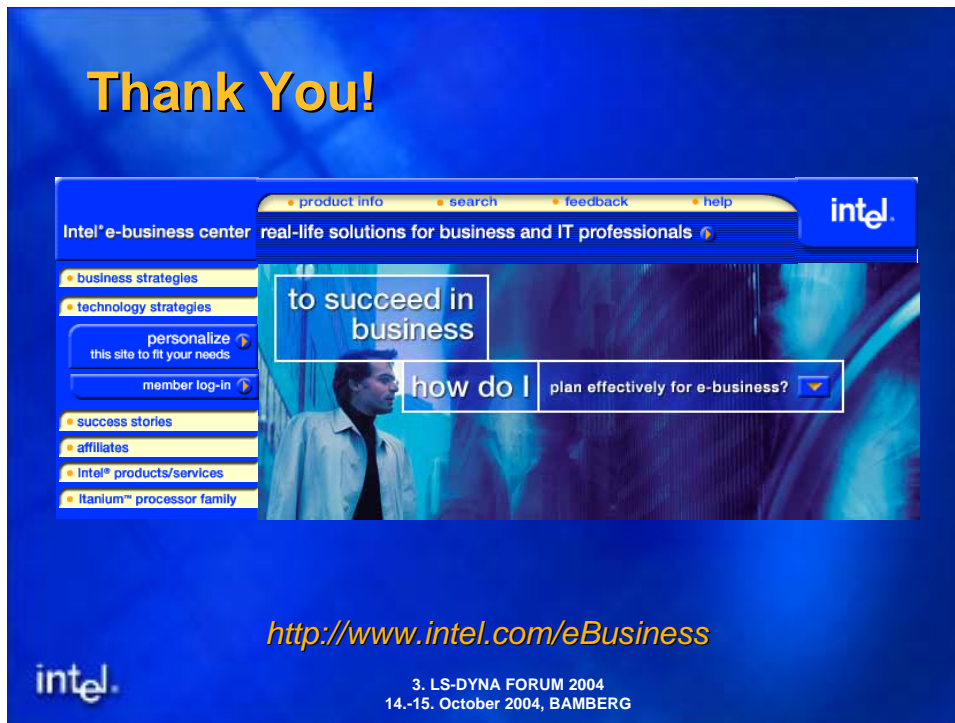 Thank You!
product info
search
feedback
help
intel.
Intel® e-business center
real-life solutions for business and IT professionals
business strategies
technology strategies
personalize
this site to fit your needs
member log-in
success stories
affiliates
Intel® products/services
Itanium™ processor family
to succeed in
business
how do I
plan effectively for e-business?
http://www.intel.com/eBusiness
intel.
3. LS-DYNA FORUM 2004
14.-15. October 2004, BAMBERG